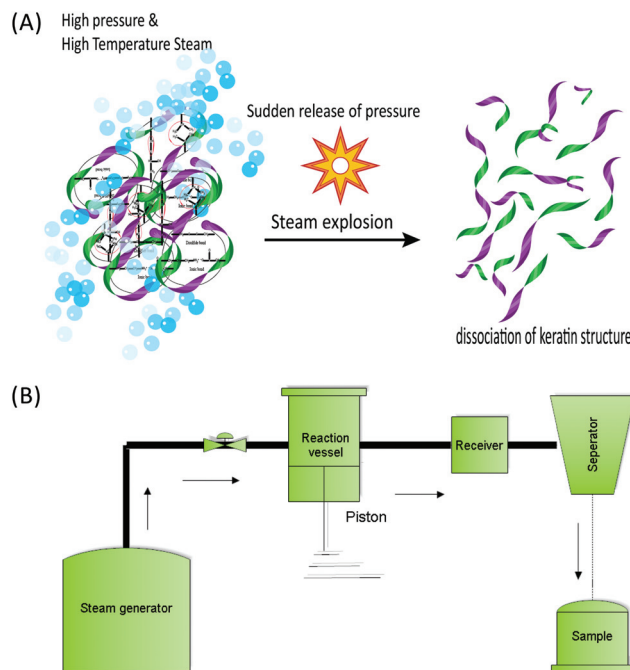 (A)
High pressure &
High Temperature Steam
Sudden release of pressure
Steam explosion
dissociation of keratin structure
(B)
Reaction
vessel
Receiver
Seperator
Piston
Steam generator
Sample